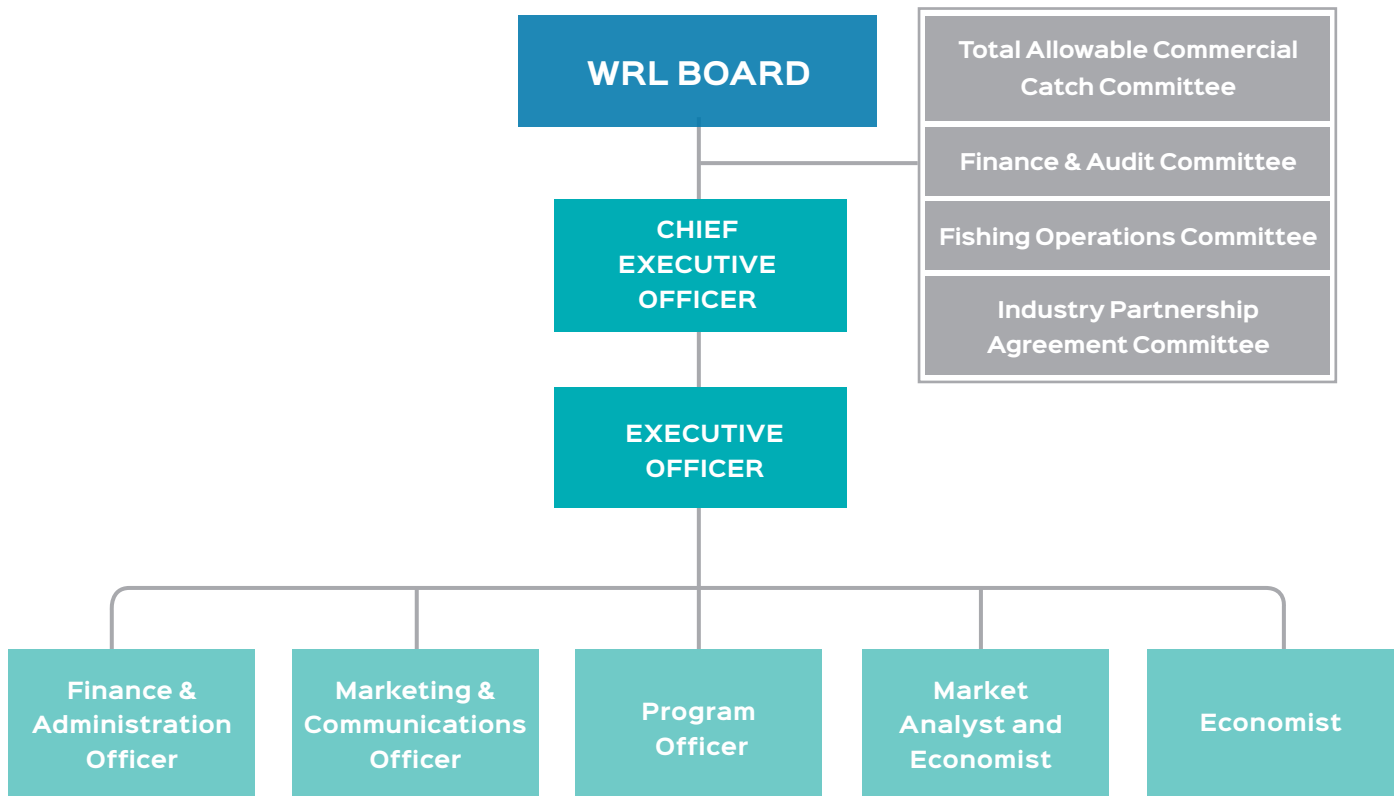 WRL BOARD
Total Allowable Commercial
Catch Committee
Finance & Audit Committee
Fishing Operations Committee
Industry Partnership
Agreement Committee
CHIEF
EXECUTIVE
OFFICER
EXECUTIVE
OFFICER
Finance &
Administration
Officer
Marketing &
Communications
Officer
Program
Officer
Market
Analyst and
Economist
Economist